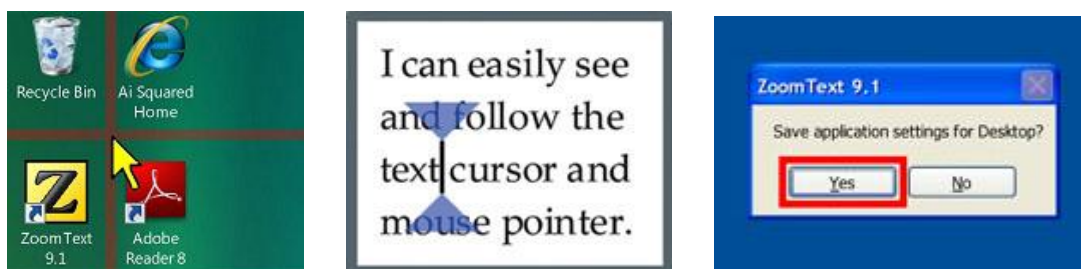 Recycle Bin
Ai Squared
Home
ZoomText
9.1
Adobe
Reader 8
I can easily see
and follow the
text cursor and
mouse pointer.
ZoomText 9.1
Save application settings for Desktop?
Yes
No